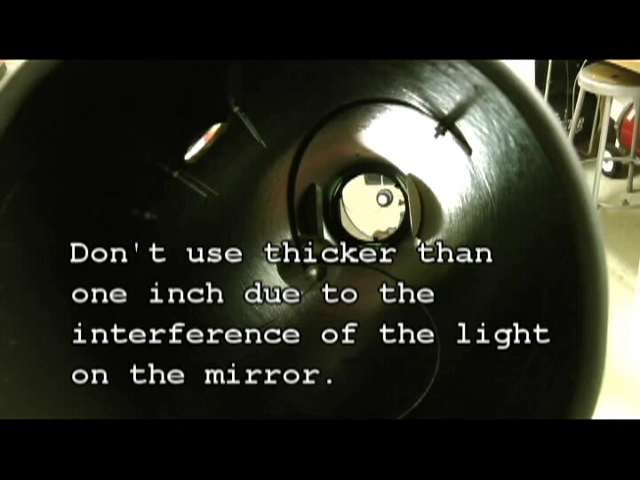 Don't use thicker than
one inch due to the
interference of the light
on the mirror.